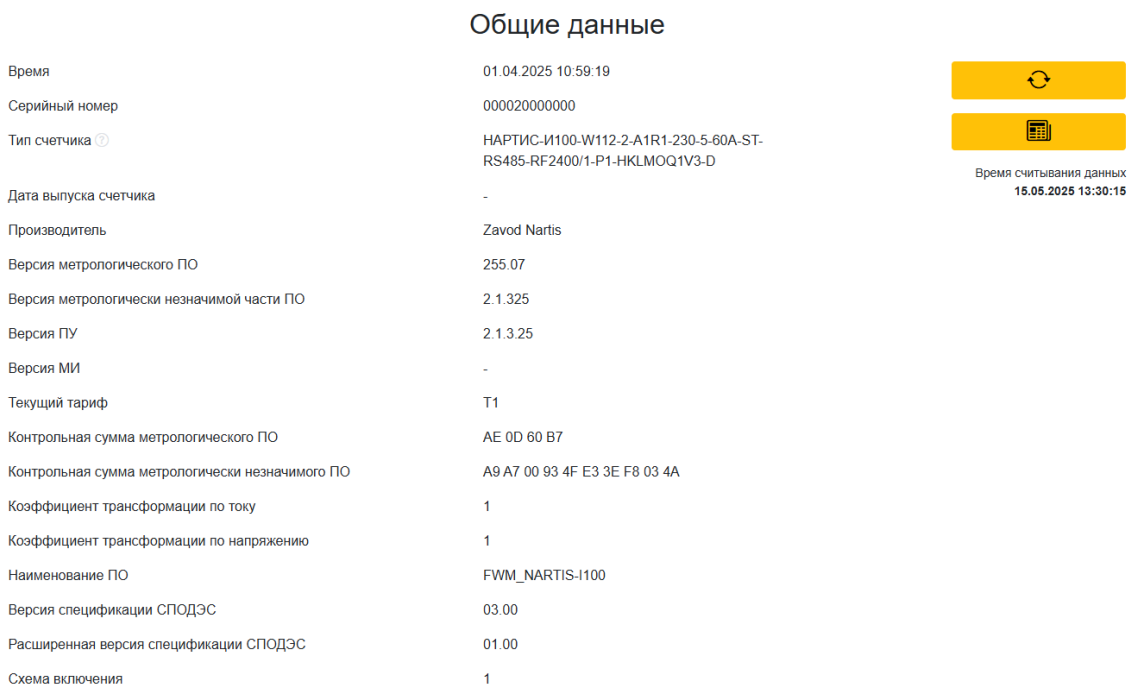 Общие данные
Время 01.04.2025 10:59:19
Серийный номер 000020000000
Тип счетчика ? НАРТИС-И100-W112-2-A1R1-230-5-60A-ST-
RS485-RF2400/1-P1-HKLMOQ1V3-D
Время считывания данных
15.05.2025 13:30:15
Дата выпуска счетчика -
Производитель Zavod Nartis
Версия метрологического ПО 255.07
Версия метрологически незначимой части ПО 2.1.325
Версия ПУ 2.1.3.25
Версия МИ -
Текущий тариф T1
Контрольная сумма метрологического ПО AE 0D 60 B7
Контрольная сумма метрологически незначимого ПО A9 A7 00 93 4F E3 3E F8 03 4A
Коэффициент трансформации по току 1
Коэффициент трансформации по напряжению 1
Наименование ПО FWM_NARTIS-I100
Версия спецификации СПОДЭС 03.00
Расширенная версия спецификации СПОДЭС 01.00
Схема включения 1